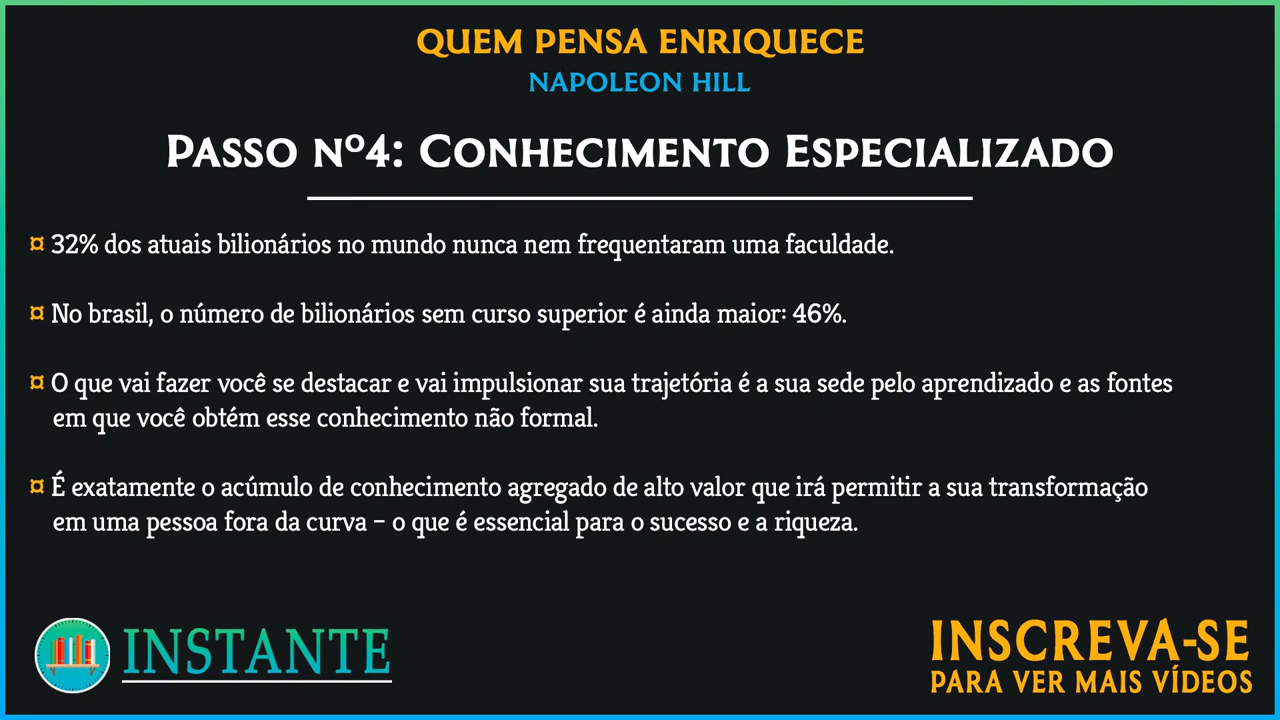 QUEM PENSA ENRIQUECE
NAPOLEON HILL
PASSO Nº4: CONHECIMENTO ESPECIALIZADO
¤ 32% dos atuais bilionários no mundo nunca nem frequentaram uma faculdade.
¤ No brasil, o número de bilionários sem curso superior é ainda maior: 46%.
¤ O que vai fazer você se destacar e vai impulsionar sua trajetória é a sua sede pelo aprendizado e as fontes
em que você obtém esse conhecimento não formal.
¤ É exatamente o acúmulo de conhecimento agregado de alto valor que irá permitir a sua transformação
em uma pessoa fora da curva – o que é essencial para o sucesso e a riqueza.
INSTANTE
INSCREVA-SE
PARA VER MAIS VÍDEOS